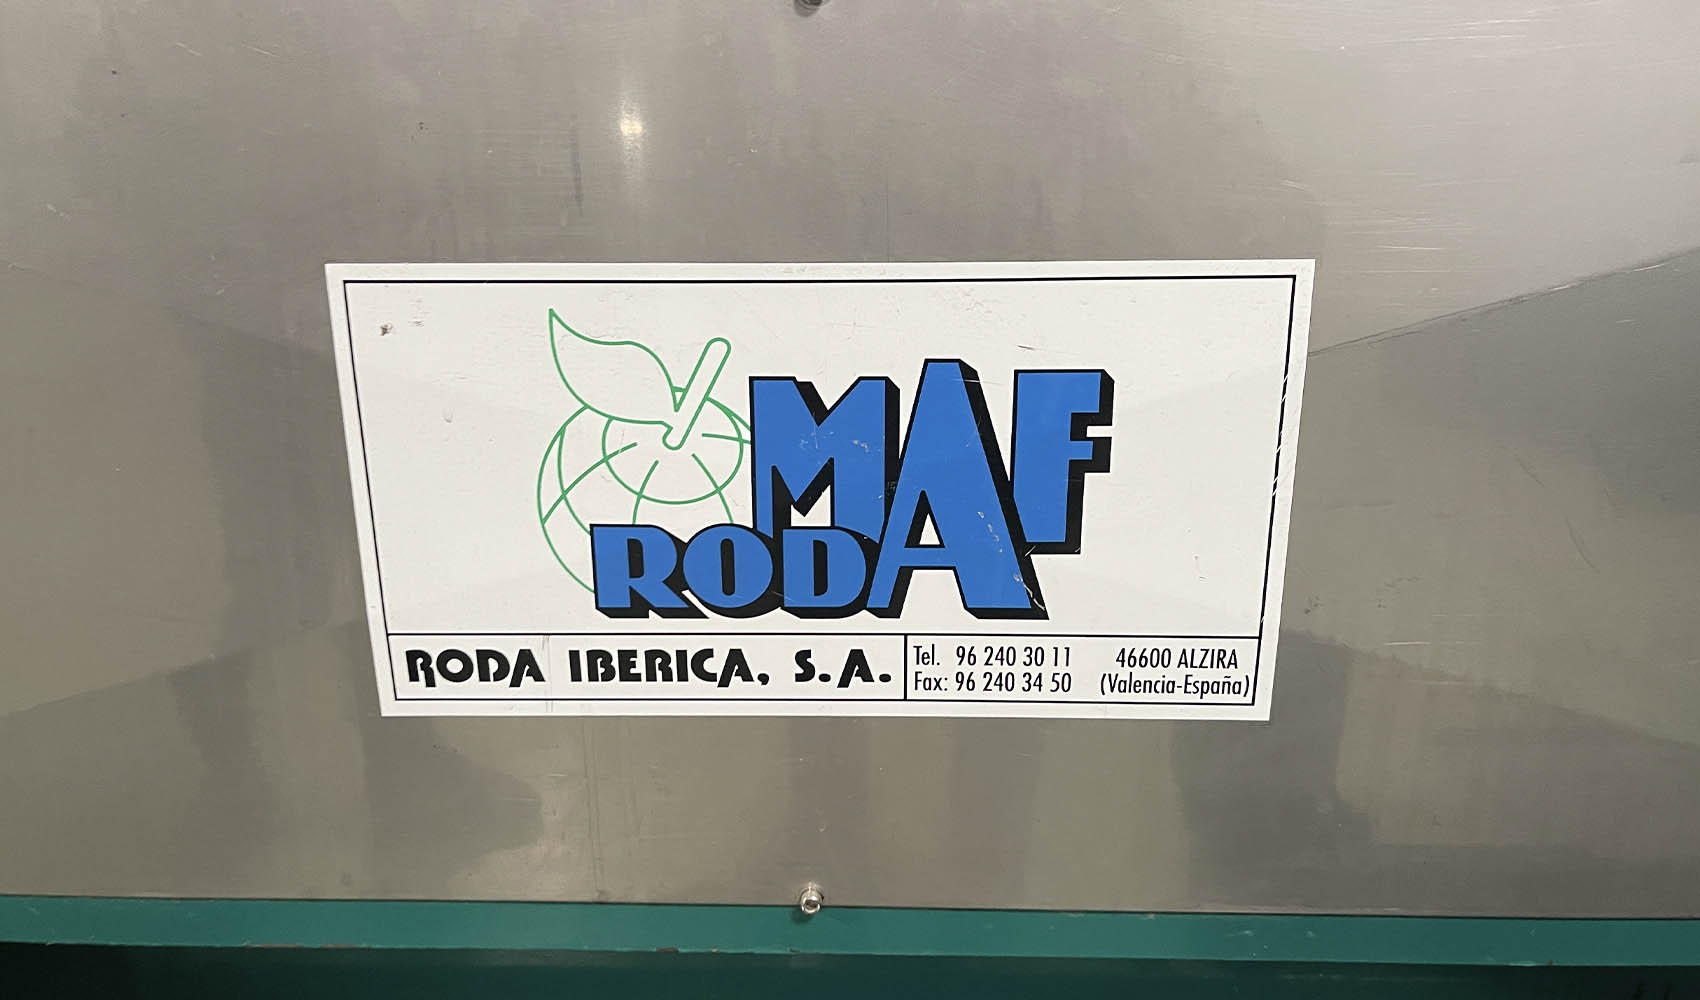 MAF
RODA
RODA IBERICA, S.A.
Tel. 96 240 30 11
Fax: 96 240 34 50
46600 ALZIRA
(Valencia-España)